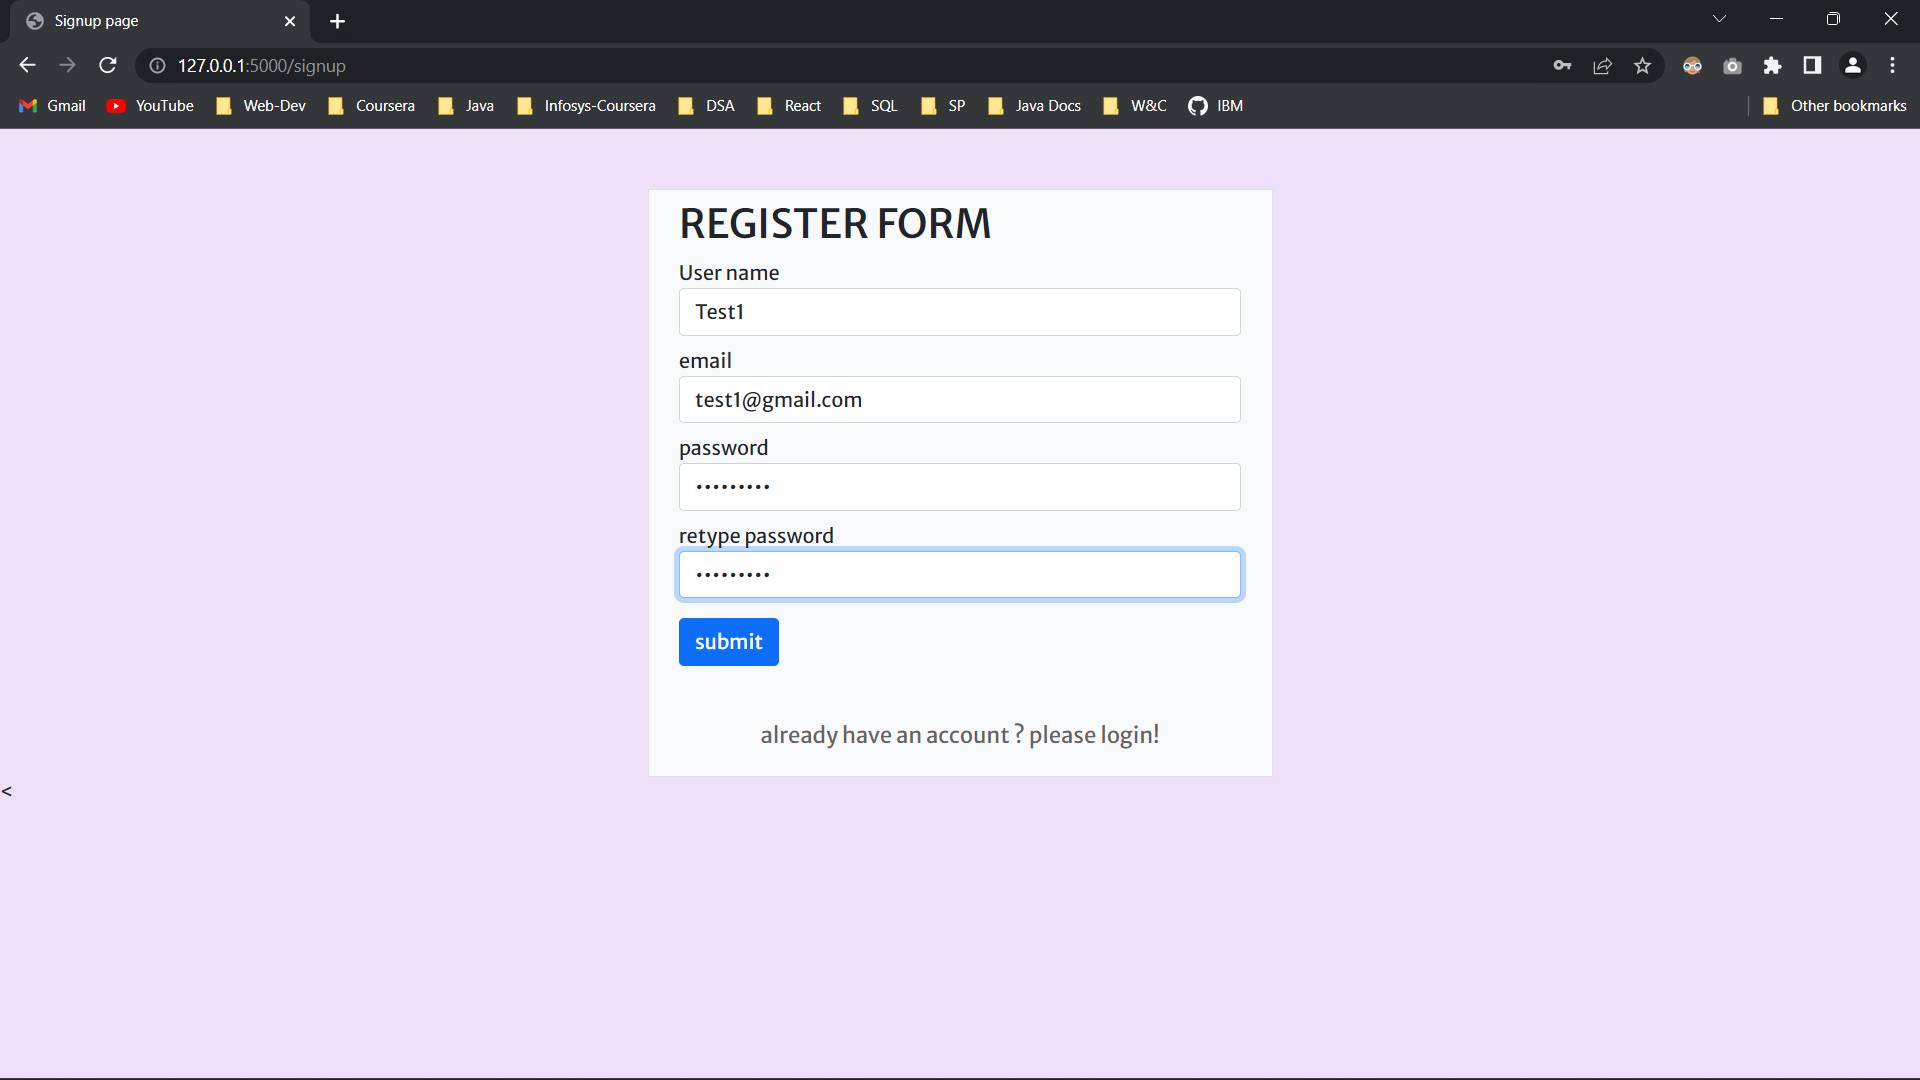 Signup page
127.0.0.1:5000/signup
Gmail YouTube Web-Dev Coursera Java Infosys-Coursera DSA React SQL SP Java Docs W&C IBM Other bookmarks
REGISTER FORM
User name
Test1
email
test1@gmail.com
password
•••••••••
retype password
•••••••••
submit
already have an account ? please login!
<